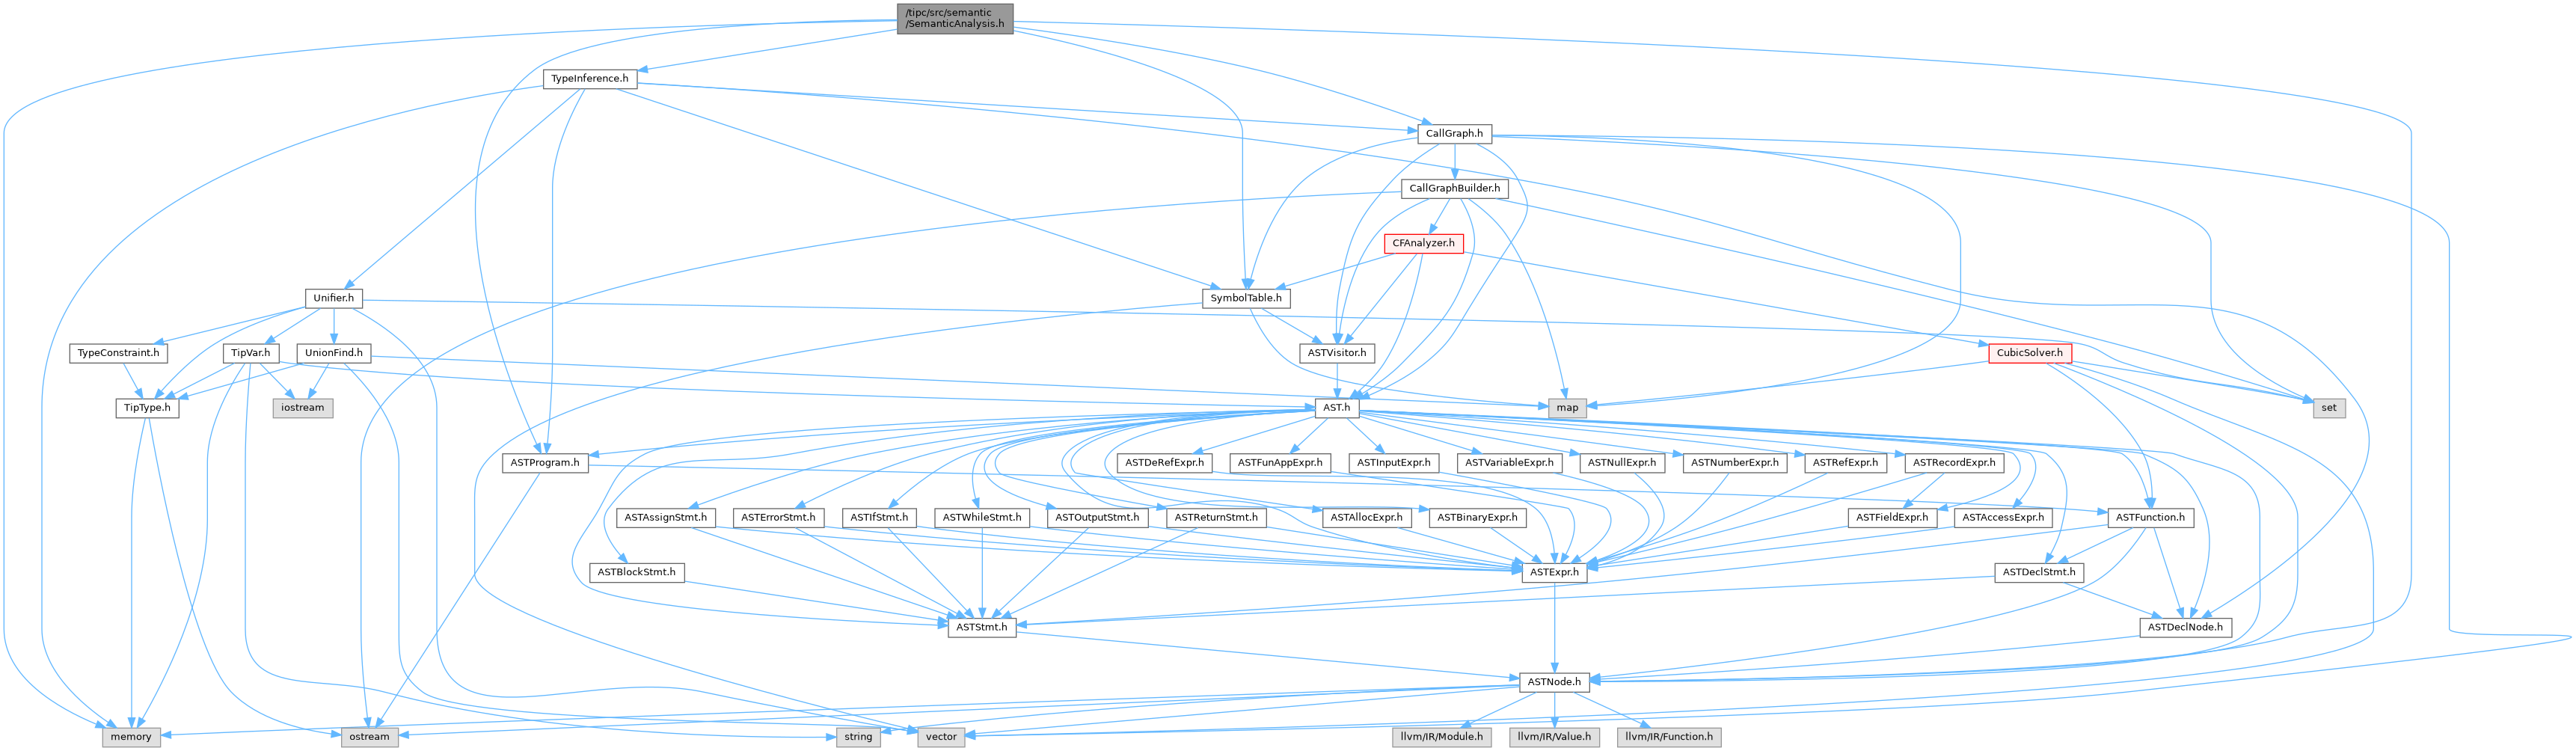 /tipc/src/semantic
/SemanticAnalysis.h
TypeInference.h
CallGraph.h
CallGraphBuilder.h
CFAnalyzer.h
Unifier.h
SymbolTable.h
TypeConstraint.h
TipVar.h
UnionFind.h
ASTVisitor.h
CubicSolver.h
TipType.h
iostream
AST.h
map
set
ASTProgram.h
ASTDeRefExpr.h
ASTFunAppExpr.h
ASTInputExpr.h
ASTVariableExpr.h
ASTNullExpr.h
ASTNumberExpr.h
ASTRefExpr.h
ASTRecordExpr.h
ASTAssignStmt.h
ASTErrorStmt.h
ASTIfStmt.h
ASTWhileStmt.h
ASTOutputStmt.h
ASTReturnStmt.h
ASTAllocExpr.h
ASTBinaryExpr.h
ASTFieldExpr.h
ASTAccessExpr.h
ASTFunction.h
ASTBlockStmt.h
ASTExpr.h
ASTDeclStmt.h
ASTStmt.h
ASTDeclNode.h
ASTNode.h
memory
ostream
string
vector
llvm/IR/Module.h
llvm/IR/Value.h
llvm/IR/Function.h